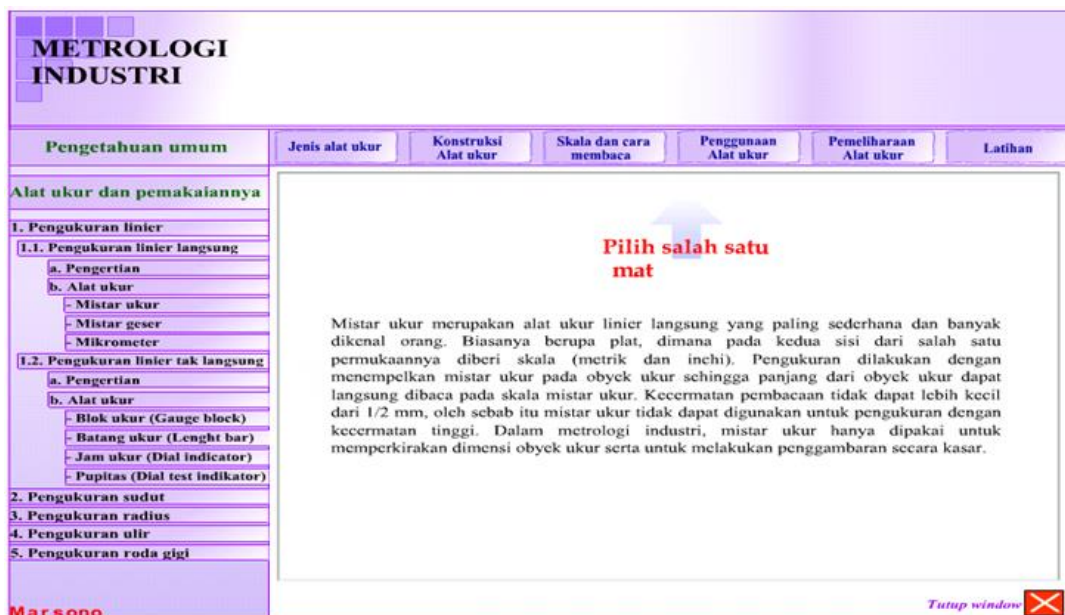 METROLOGI
INDUSTRI
Pengetahuan umum
Jenis alat ukur
Konstruksi
Alat ukur
Skala dan cara
membaca
Penggunaan
Alat ukur
Pemeliharaan
Alat ukur
Latihan
Alat ukur dan pemakaiannya
1. Pengukuran linier
1.1. Pengukuran linier langsung
a. Pengertian
b. Alat ukur
- Mistar ukur
- Mistar geser
- Mikrometer
1.2. Pengukuran linier tak langsung
a. Pengertian
b. Alat ukur
- Blok ukur (Gauge block)
- Batang ukur (Lenght bar)
- Jam ukur (Dial indicator)
- Pupitas (Dial test indikator)
2. Pengukuran sudut
3. Pengukuran radius
4. Pengukuran ulir
5. Pengukuran roda gigi
Marsono
Pilih salah satu
mat
Mistar ukur merupakan alat ukur linier langsung yang paling sederhana dan banyak
dikenal orang. Biasanya berupa plat, dimana pada kedua sisi dari salah satu
permukaannya diberi skala (metrik dan inchi). Pengukuran dilakukan dengan
menempelkan mistar ukur pada obyek ukur sehingga panjang dari obyek ukur dapat
langsung dibaca pada skala mistar ukur. Kecermatan pembacaan tidak dapat lebih kecil
dari 1/2 mm, oleh sebab itu mistar ukur tidak dapat digunakan untuk pengukuran dengan
kecermatan tinggi. Dalam metrologi industri, mistar ukur hanya dipakai untuk
memperkirakan dimensi obyek ukur serta untuk melakukan penggambaran secara kasar.
Tutup window